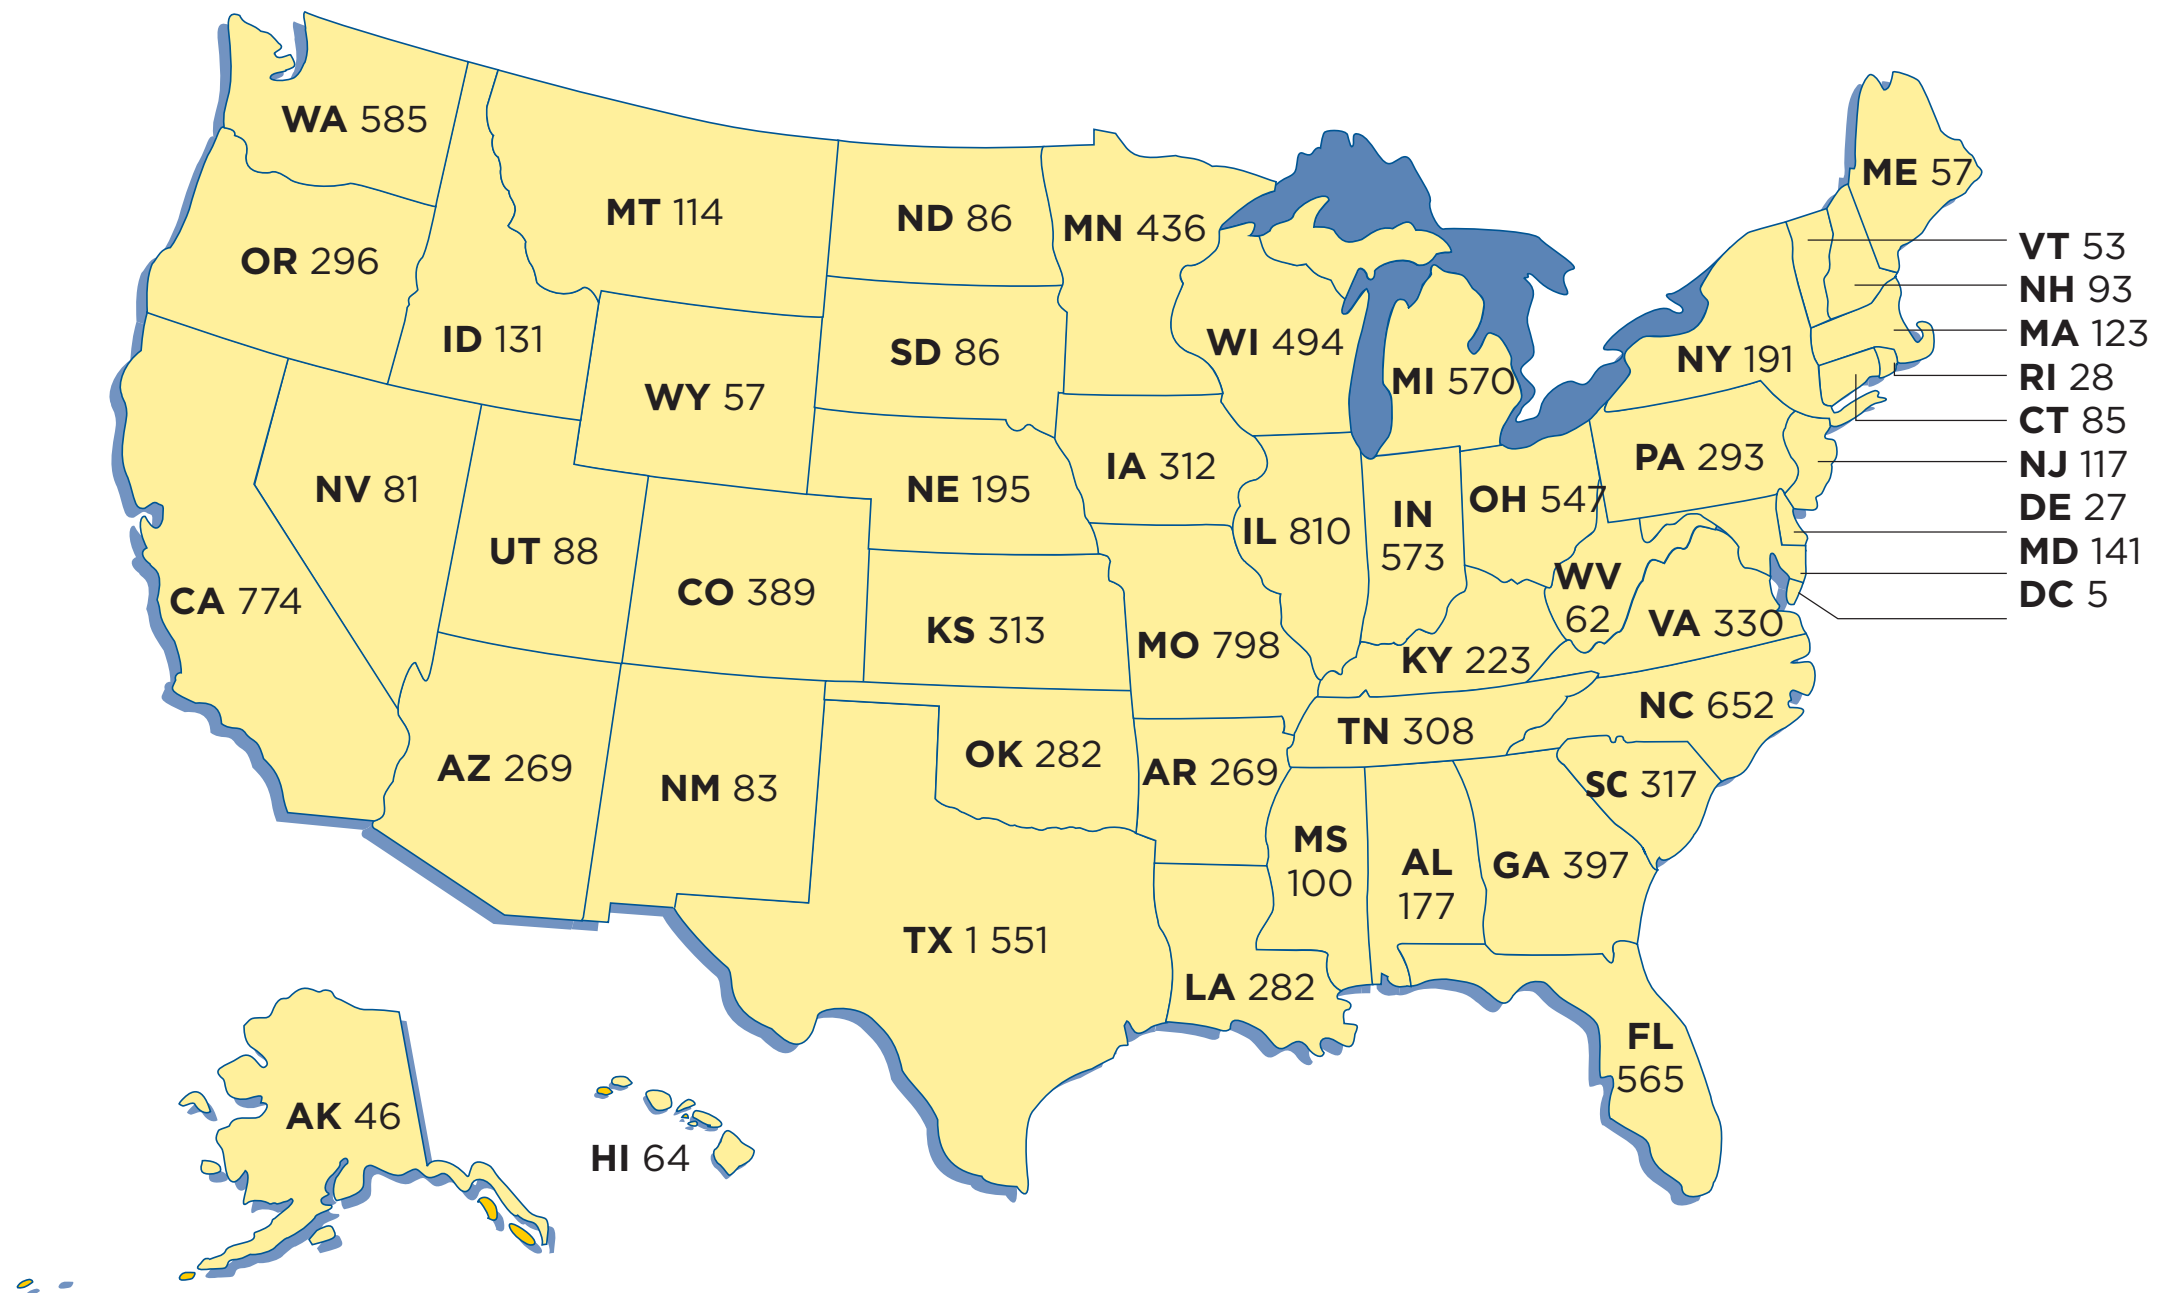 WA 585
OR 296
CA 774
ID 131
NV 81
MT 114
WY 57
UT 88
AZ 269
CO 389
NM 83
ND 86
SD 86
NE 195
KS 313
OK 282
TX 1 551
MN 436
IA 312
MO 798
AR 269
LA 282
WI 494
IL 810
MI 570
IN
573
OH 547
KY 223
TN 308
MS
100
AL
177
GA 397
FL
565
SC 317
NC 652
VA 330
WV
62
PA 293
NY 191
ME 57
VT 53
NH 93
MA 123
RI 28
CT 85
NJ 117
DE 27
MD 141
DC 5
AK 46
HI 64